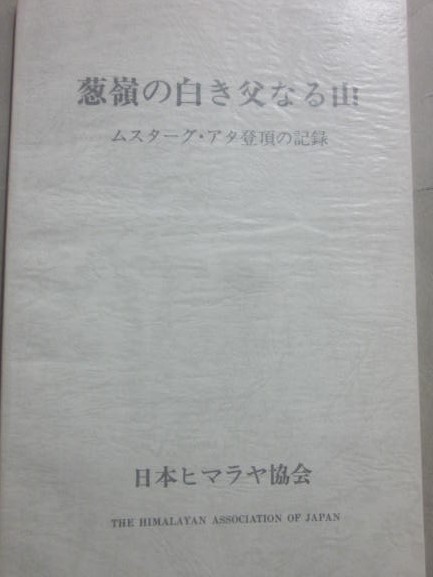 葱嶺の白き父なる山
ムスターグ・アタ登頂の記録
日本ヒマラヤ協会
THE HIMALAYAN ASSOCIATION OF JAPAN